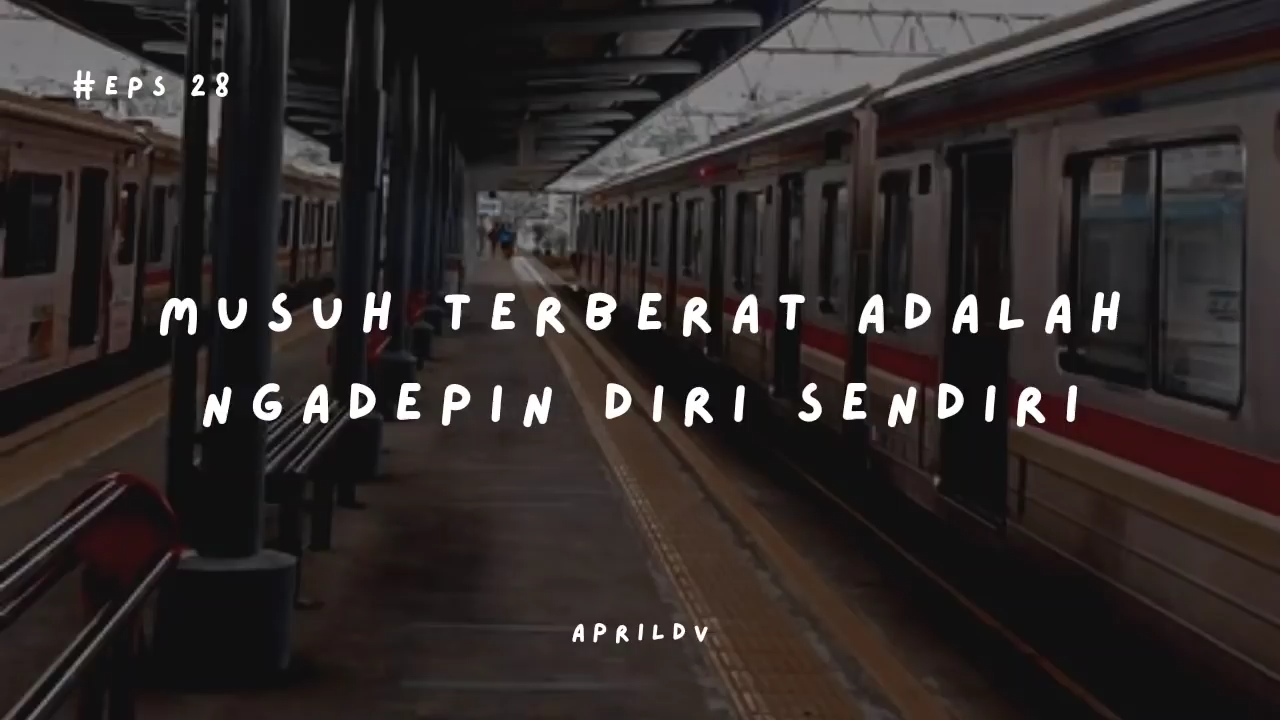 #EPS 28
MUSUH TERBERAT ADALAH
NGADEPIN DIRI SENDIRI
APRILDV